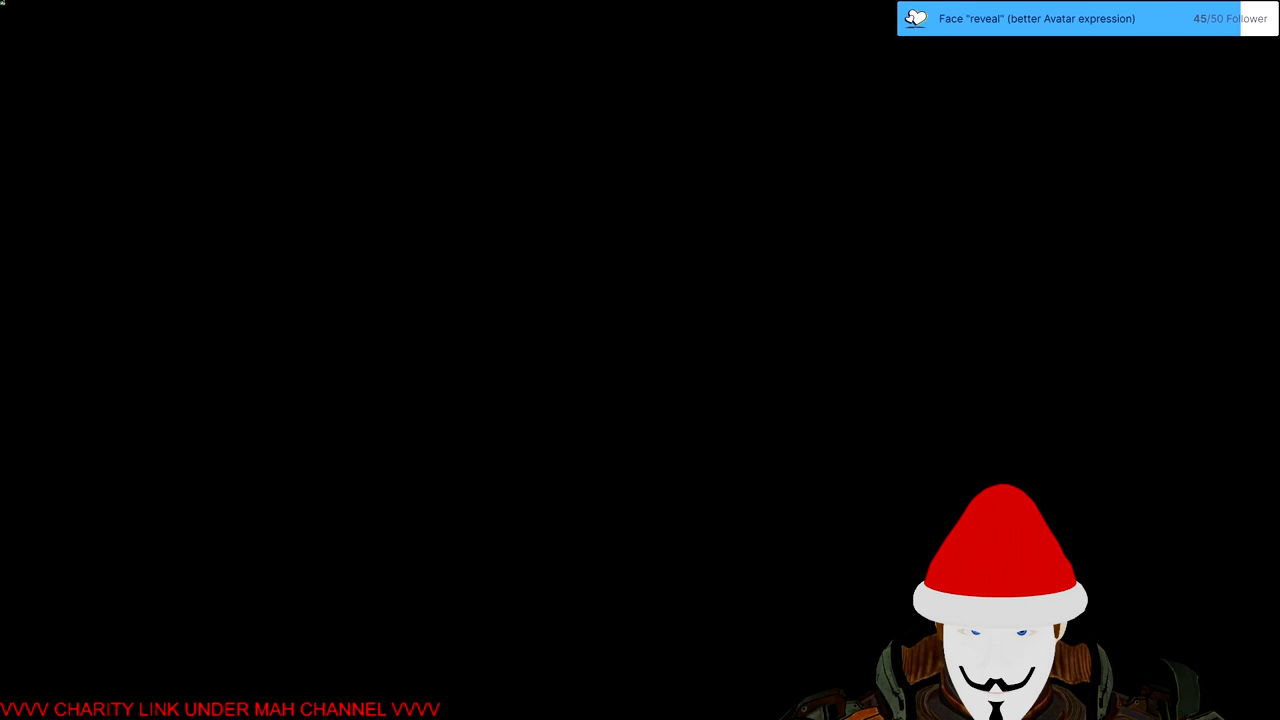 Face "reveal" (better Avatar expression) 45/50 Follower
VVVV CHARITY LINK UNDER MAH CHANNEL VVVV